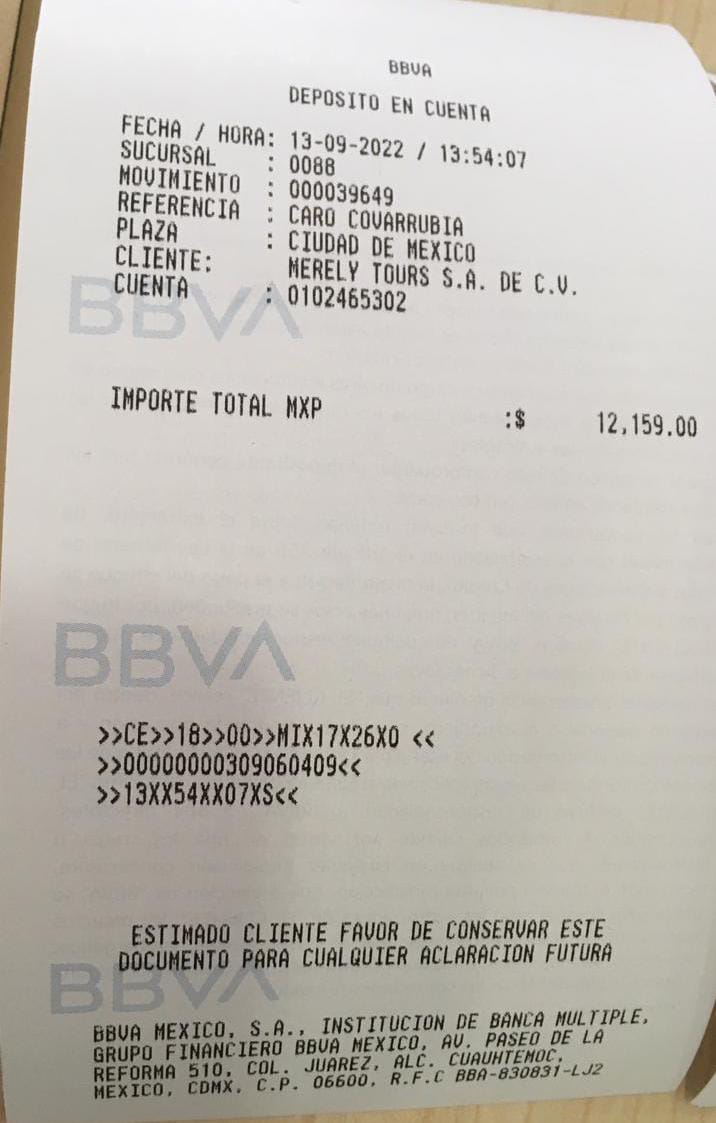 BBVA
DEPOSITO EN CUENTA
FECHA / HORA: 13-09-2022 / 13:54:07
SUCURSAL : 0088
MOVIMIENTO : 000039649
REFERENCIA : CARO COVARRUBIA
PLAZA : CIUDAD DE MEXICO
CLIENTE: MERELY TOURS S.A. DE C.V.
CUENTA : 0102465302
BBVA
IMPORTE TOTAL MXP :$ 12,159.00
BBVA
>>CE>>18>>00>>MIX17X26X0 <<
>>00000000309060409<<
>>13XX54XX07XS<<
ESTIMADO CLIENTE FAVOR DE CONSERVAR ESTE
DOCUMENTO PARA CUALQUIER ACLARACION FUTURA
BBVA
BBVA MEXICO, S.A., INSTITUCION DE BANCA MULTIPLE,
GRUPO FINANCIERO BBVA MEXICO, AV. PASEO DE LA
REFORMA 510, COL. JUAREZ, ALC. CUAUHTEMOC,
MEXICO, CDMX, C.P. 06600, R.F.C BBA-830831-LJ2